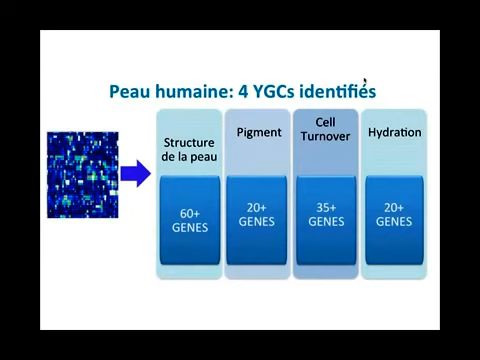 Peau humaine: 4 YGCs identifiés
Structure
de la peau
60+
GENES
Pigment
20+
GENES
Cell
Turnover
35+
GENES
Hydration
20+
GENES